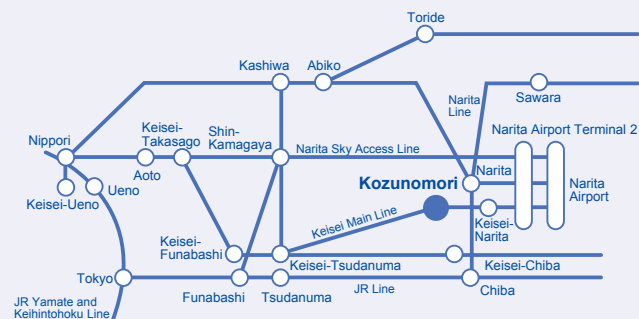 Toride
Kashiwa
Abiko
Narita
Line
Sawara
Nippori
Keisei-
Takasago
Shin-
Kamagaya
Narita Sky Access Line
Narita Airport Terminal 2
Aoto
Ueno
Keisei-Ueno
Kozunomori
Narita
Narita
Airport
Keisei Main Line
Keisei-
Narita
Keisei-
Funabashi
Keisei-Tsudanuma
Keisei-Chiba
Tokyo
Funabashi
Tsudanuma
JR Line
Chiba
JR Yamate and
Keihintohoku Line